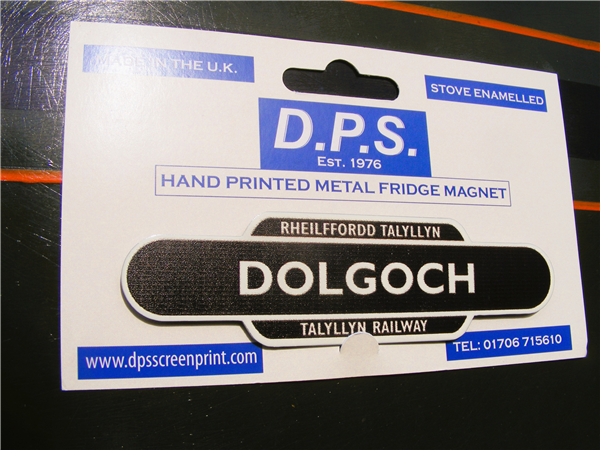 MADE IN THE U.K.
STOVE ENAMELLED
D.P.S.
EST. 1976
HAND PRINTED METAL FRIDGE MAGNET
RHEILFFORDD TALYLLYN
DOLGOCH
TALYLLYN RAILWAY
www.dpsscreenprint.com
TEL: 01706 715610